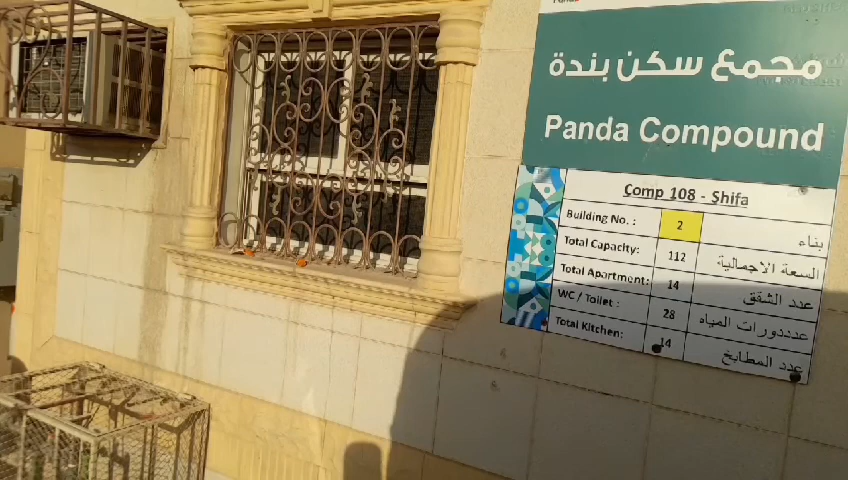 Panda
مجمع سكن بندة
Panda Compound
Comp 108 - Shifa
Building No. : 2 بناء
Total Capacity: 112 السعة الاجمالية
Total Apartment: 14 عدد الشقق
WC / Toilet : 28 عدددورات المياه
Total Kitchen: 14 عدد المطابخ